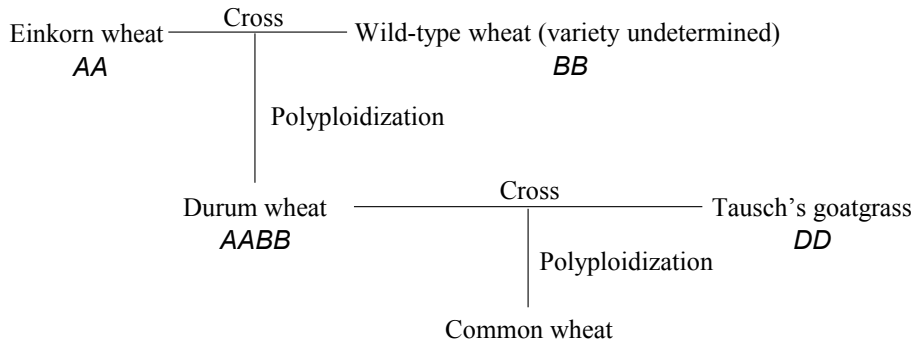 Cross
Einkorn wheat Wild-type wheat (variety undetermined)
AA BB
Polyploidization
Cross
Durum wheat Tausch's goatgrass
AABB DD
Polyploidization
Common wheat